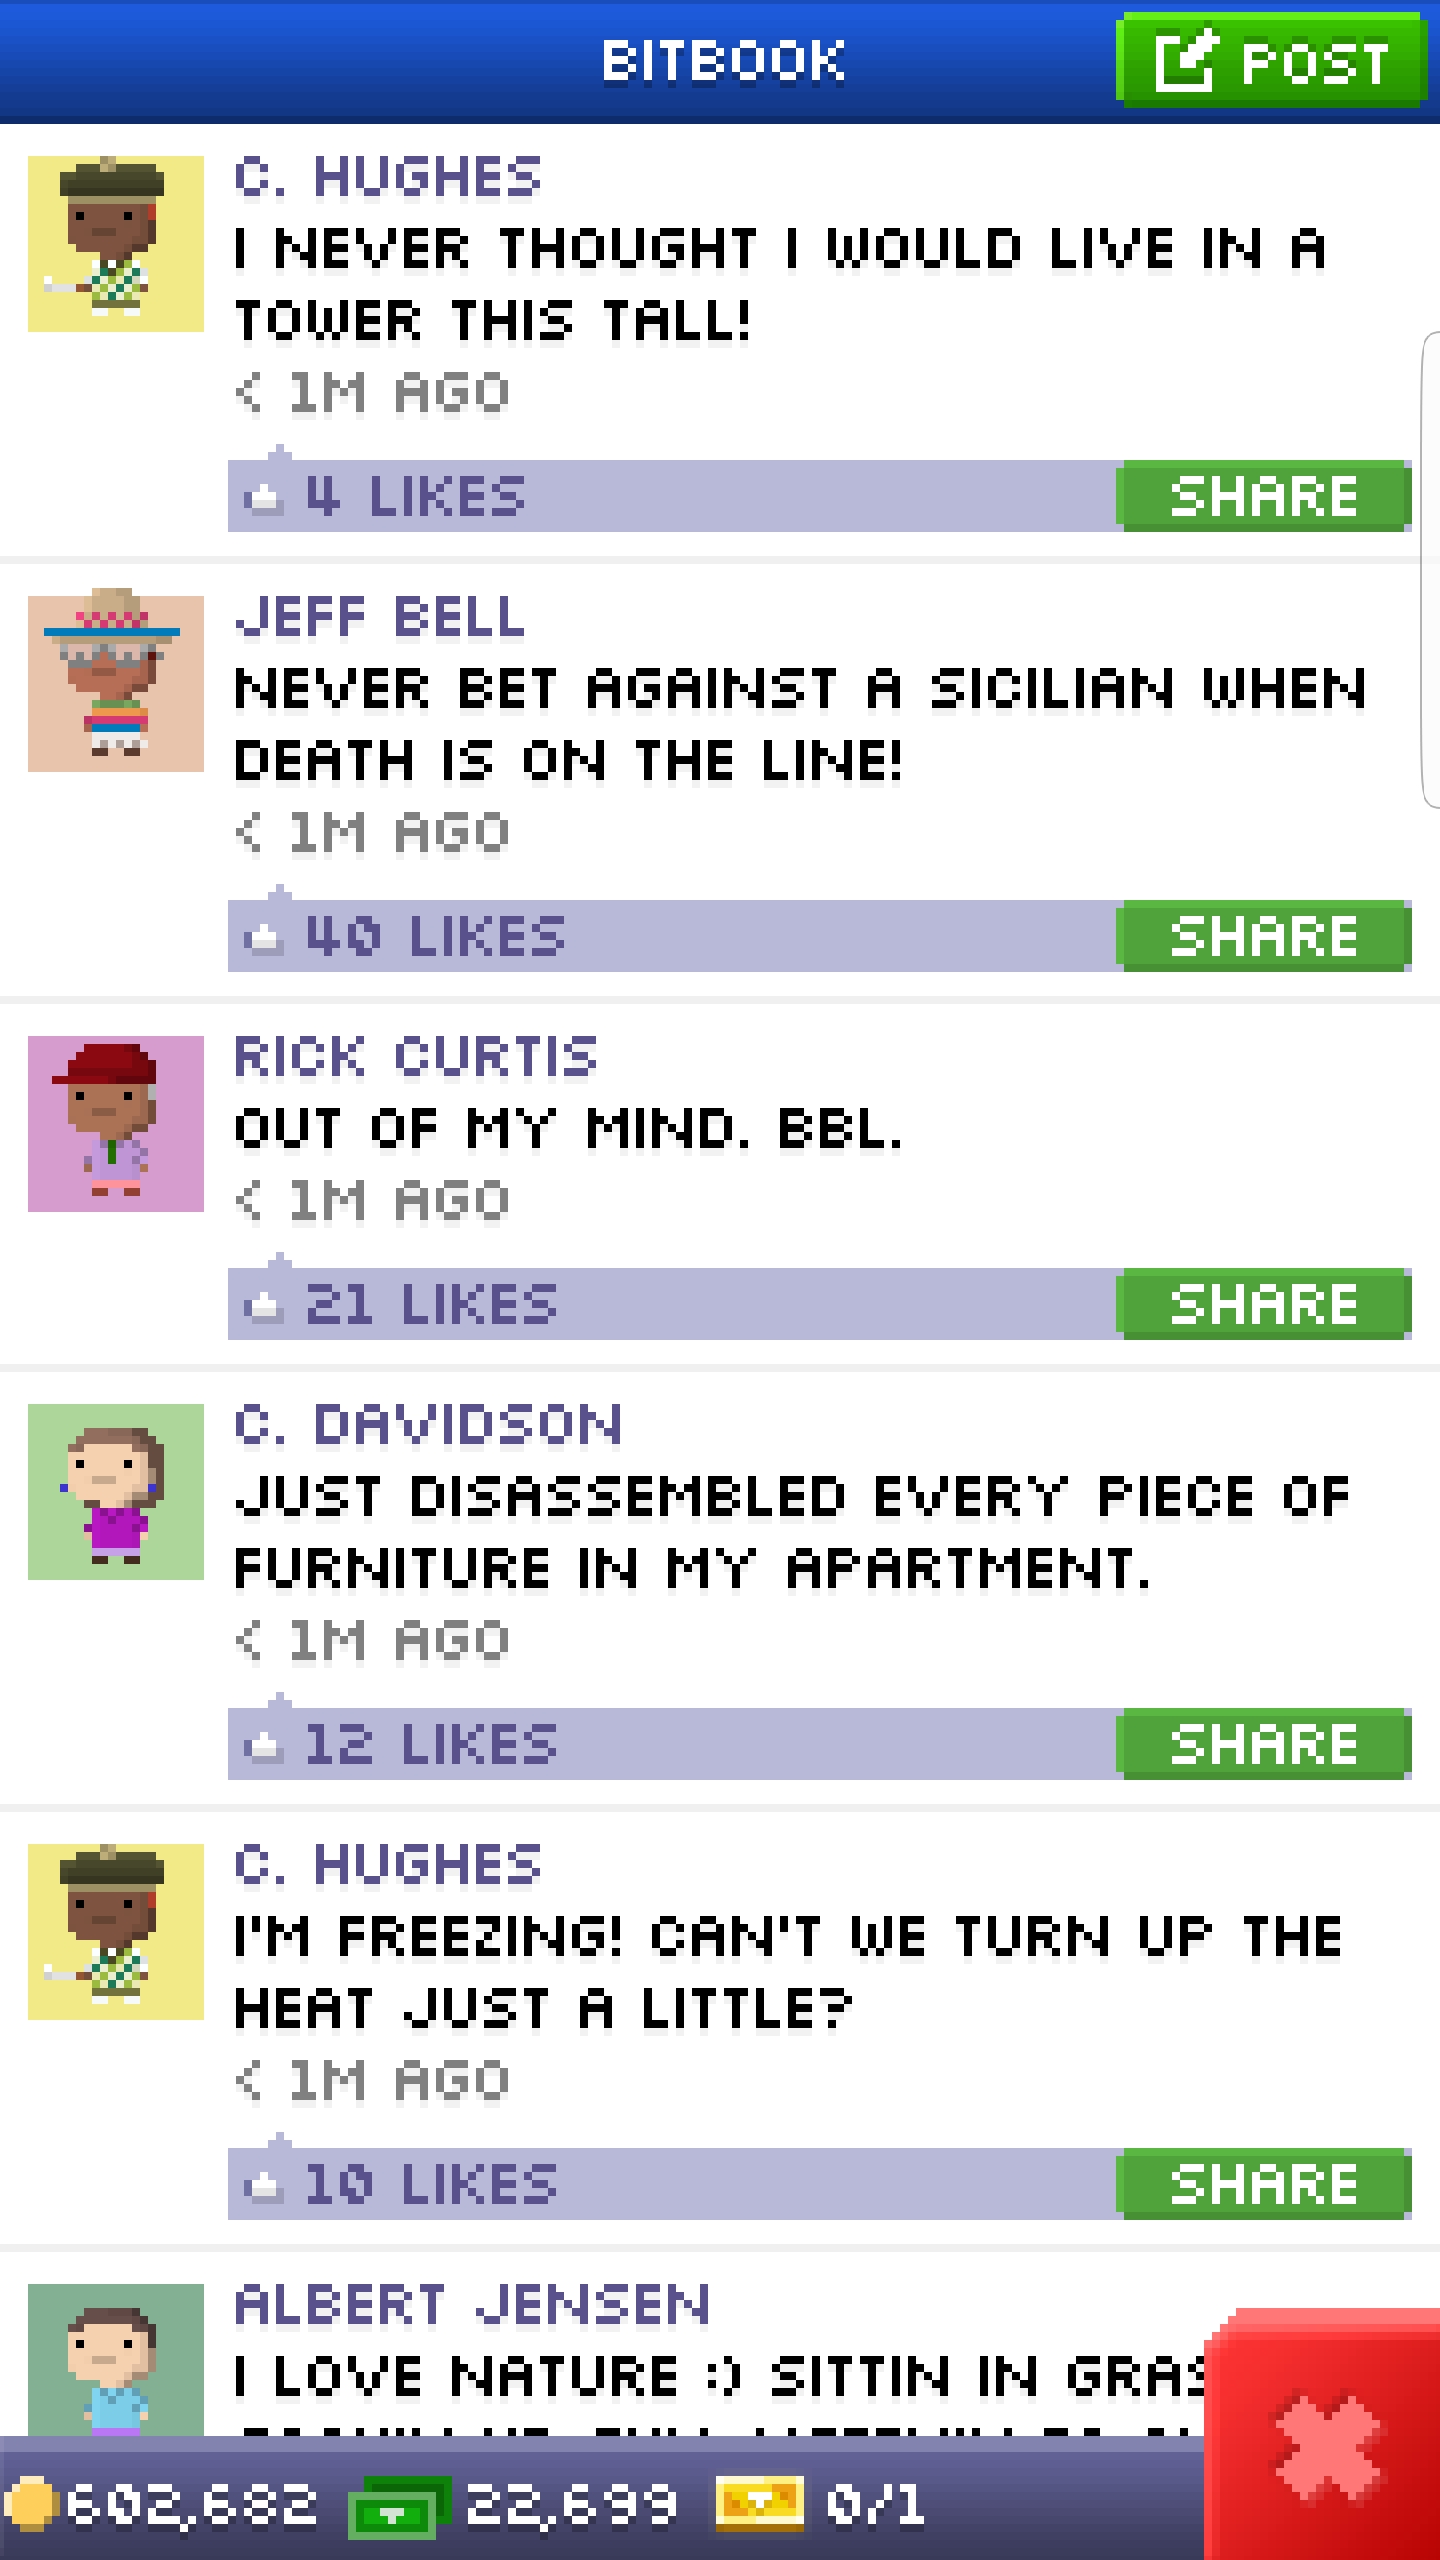 BITBOOK
POST
C. HUGHES
I NEVER THOUGHT I WOULD LIVE IN A
TOWER THIS TALL!
< 1M AGO
4 LIKES
SHARE
JEFF BELL
NEVER BET AGAINST A SICILIAN WHEN
DEATH IS ON THE LINE!
< 1M AGO
40 LIKES
SHARE
RICK CURTIS
OUT OF MY MIND. BBL.
< 1M AGO
21 LIKES
SHARE
C. DAVIDSON
JUST DISASSEMBLED EVERY PIECE OF
FURNITURE IN MY APARTMENT.
< 1M AGO
12 LIKES
SHARE
C. HUGHES
I'M FREEZING! CAN'T WE TURN UP THE
HEAT JUST A LITTLE?
< 1M AGO
10 LIKES
SHARE
ALBERT JENSEN
I LOVE NATURE :) SITTIN IN
602,682 22,699 0/1